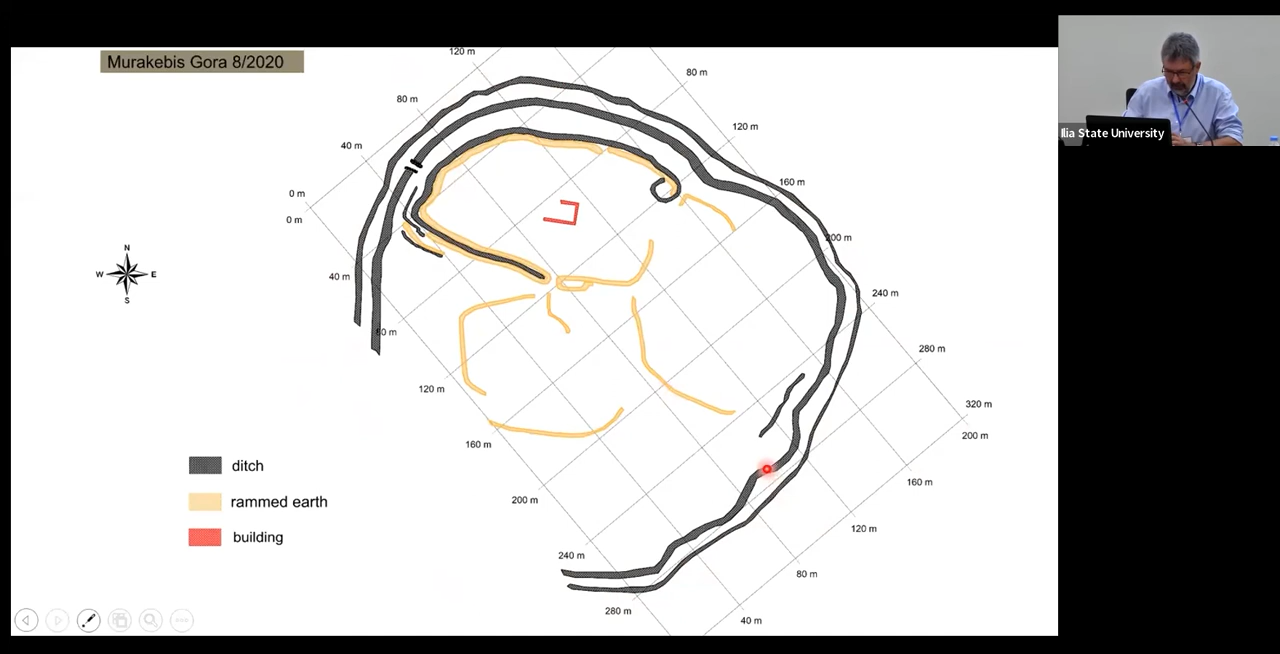 Murakebis Gora 8/2020
120 m
80 m
40 m
0 m
0 m
40 m
80 m
120 m
160 m
200 m
240 m
280 m
80 m
120 m
160 m
200 m
240 m
280 m
320 m
200 m
160 m
120 m
80 m
40 m
N
W E
S
ditch
rammed earth
building
Ilia State University